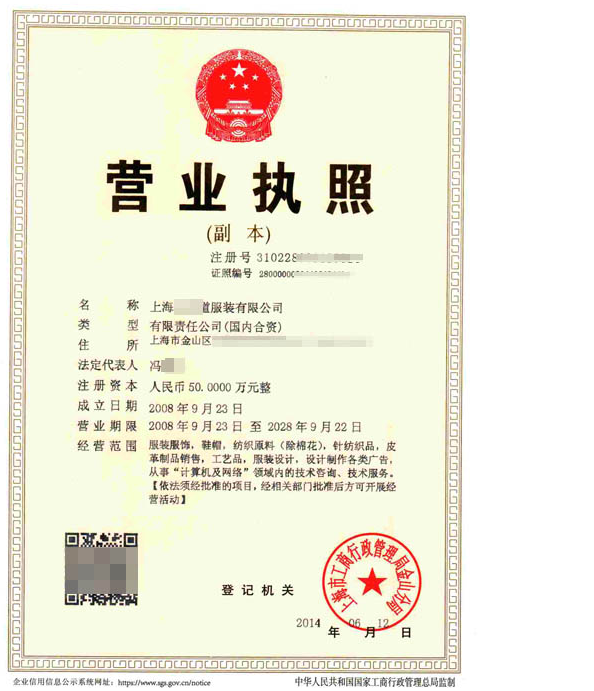 营业执照
(副 本)
注册号 310228
证照编号 28000000
名 称 上海 道服装有限公司
类 型 有限责任公司(国内合资)
住 所 上海市金山区
法定代表人 冯
注册资本 人民币50.0000万元整
成立日期 2008年9月23日
营业期限 2008年9月23日 至 2028年9月22日
经营范围 服装服饰，鞋帽，纺织原料（除棉花），针纺织品，皮
革制品销售，工艺品，服装设计，设计制作各类广告，
从事“计算机及网络”领域内的技术咨询、技术服务。
【依法须经批准的项目，经相关部门批准后方可开展经
营活动】
登记机关
上海市工商行政管理局金山分局
2014年06月12日
企业信用信息公示系统网址：https://www.sgs.gov.cn/notice
中华人民共和国国家工商行政管理总局监制